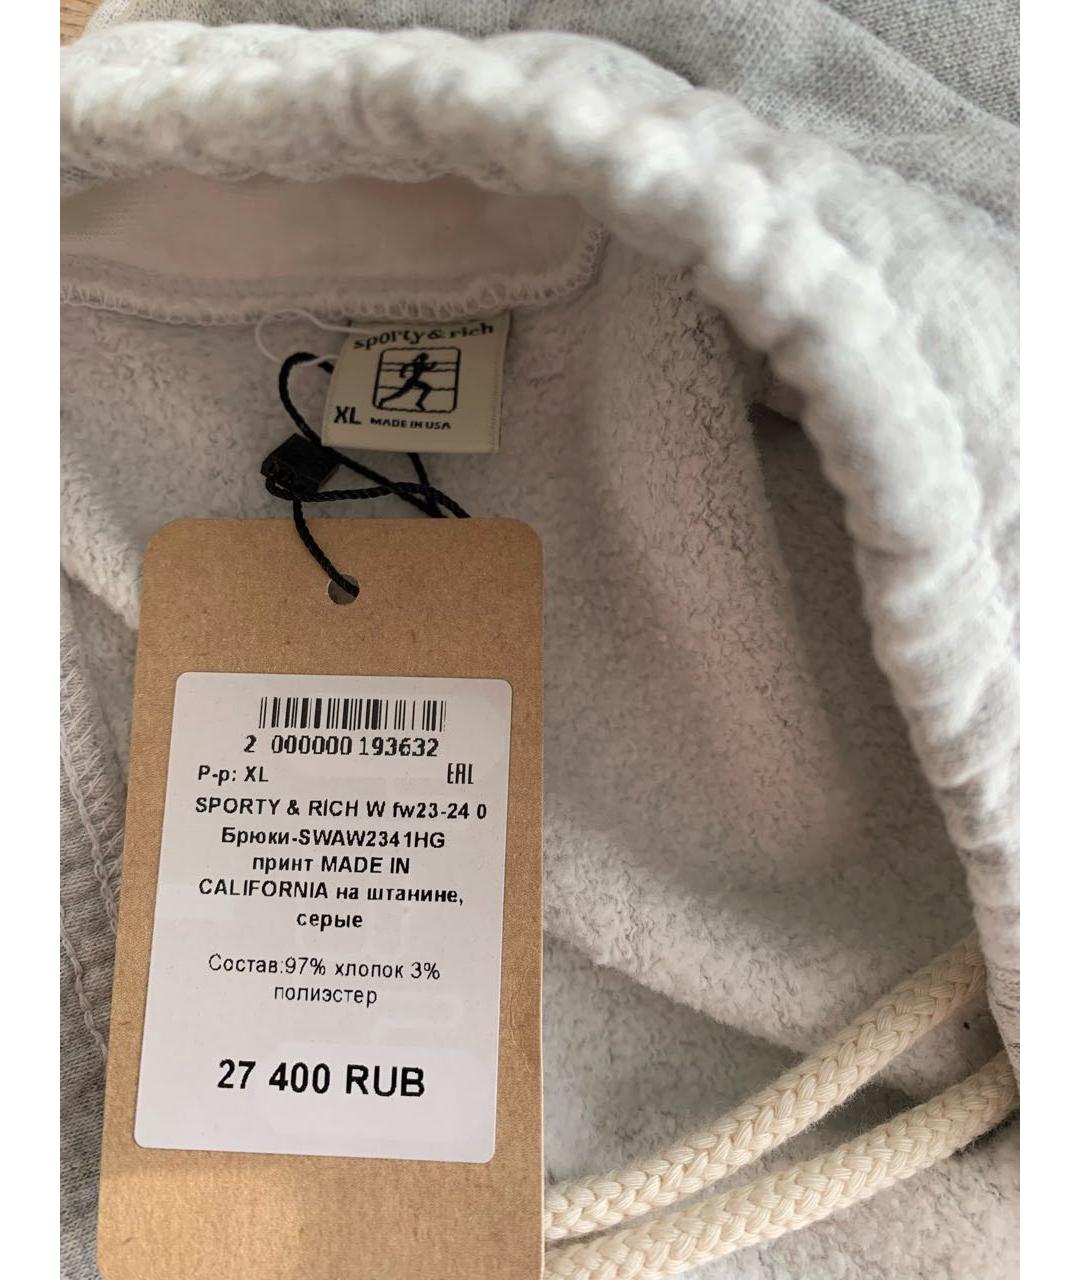 sporty & rich
XL MADE IN USA
2 000000 193632
Р-р: XL EAC
SPORTY & RICH W fw23-24 0
Брюки-SWAW2341HG
принт MADE IN
CALIFORNIA на штанине,
серые
Состав:97% хлопок 3%
полиэстер
27 400 RUB